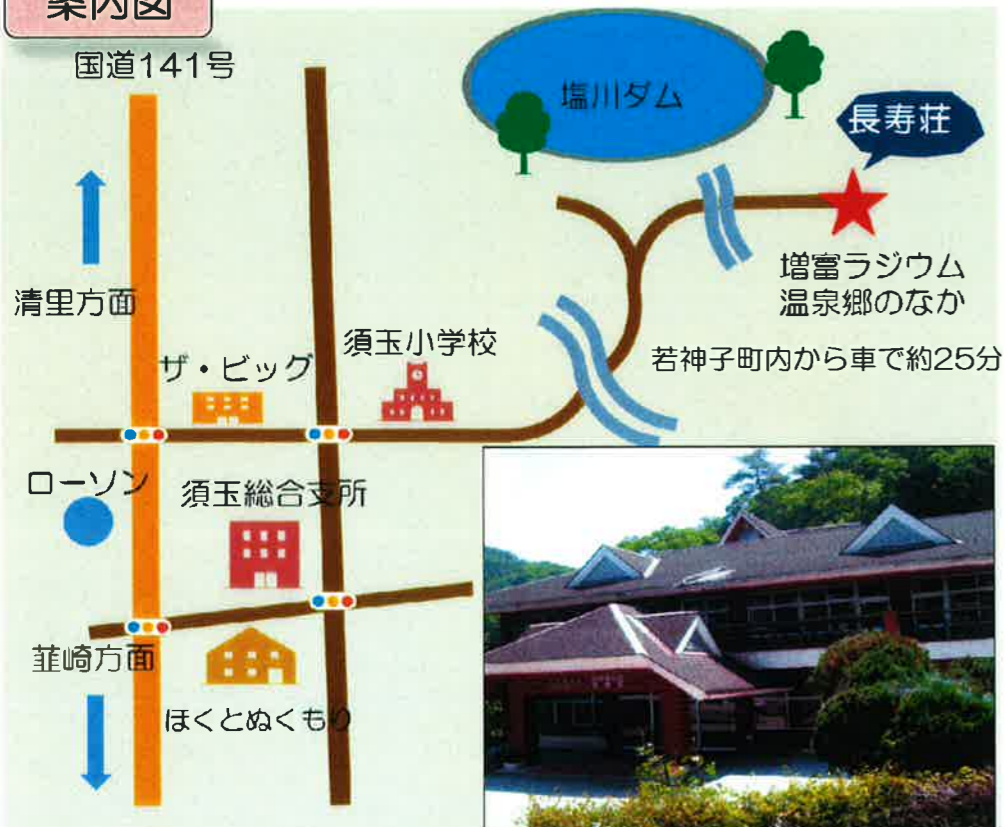 案内図
国道141号
塩川ダム
長寿荘
清里方面
増富ラジウム
温泉郷のなか
須玉小学校
ザ・ビッグ
若神子町内から車で約25分
ローソン
須玉総合支所
韮崎方面
ほくとぬくもり